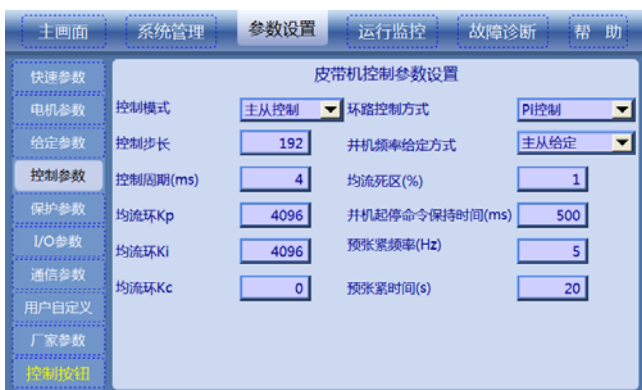 主画面 系统管理 参数设置 运行监控 故障诊断 帮 助
快速参数
电机参数
给定参数
控制参数
保护参数
I/O参数
通信参数
用户自定义
厂家参数
控制按钮
皮带机控制参数设置
控制模式 主从控制 环路控制方式 PI控制
控制步长 192 并机频率给定方式 主从给定
控制周期(ms) 4 均流死区(%) 1
均流环Kp 4096 并机起停命令保持时间(ms) 500
均流环Ki 4096 预张紧频率(Hz) 5
均流环Kc 0 预张紧时间(s) 20